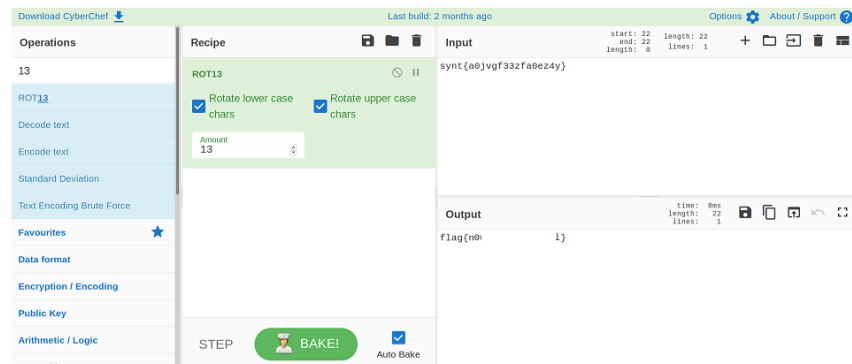 Download CyberChef
Last build: 2 months ago
Options
About / Support
Operations
13
ROT13
Decode text
Encode text
Standard Deviation
Text Encoding Brute Force
Favourites
Data format
Encryption / Encoding
Public Key
Arithmetic / Logic
Recipe
ROT13
Rotate lower case chars
Rotate upper case chars
Amount
13
STEP
BAKE!
Auto Bake
Input
start: 22
end: 22
length: 0
length: 22
lines: 1
synt{a0jvgf33zfa0ez4y}
Output
time: 8ms
length: 22
lines: 1
flag{n0 l}